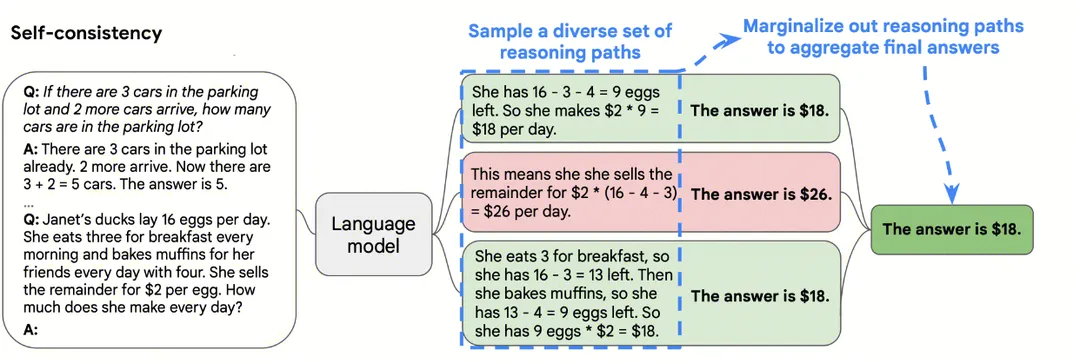 Self-consistency
Sample a diverse set of
reasoning paths
Marginalize out reasoning paths
to aggregate final answers
Q: If there are 3 cars in the parking
lot and 2 more cars arrive, how many
cars are in the parking lot?
A: There are 3 cars in the parking lot
already. 2 more arrive. Now there are
3 + 2 = 5 cars. The answer is 5.
...
Q: Janet’s ducks lay 16 eggs per day.
She eats three for breakfast every
morning and bakes muffins for her
friends every day with four. She sells
the remainder for $2 per egg. How
much does she make every day?
A:
Language
model
She has 16 - 3 - 4 = 9 eggs
left. So she makes $2 * 9 =
$18 per day.
The answer is $18.
This means she she sells the
remainder for $2 * (16 - 4 - 3)
= $26 per day.
The answer is $26.
She eats 3 for breakfast, so
she has 16 - 3 = 13 left. Then
she bakes muffins, so she
has 13 - 4 = 9 eggs left. So
she has 9 eggs * $2 = $18.
The answer is $18.
The answer is $18.